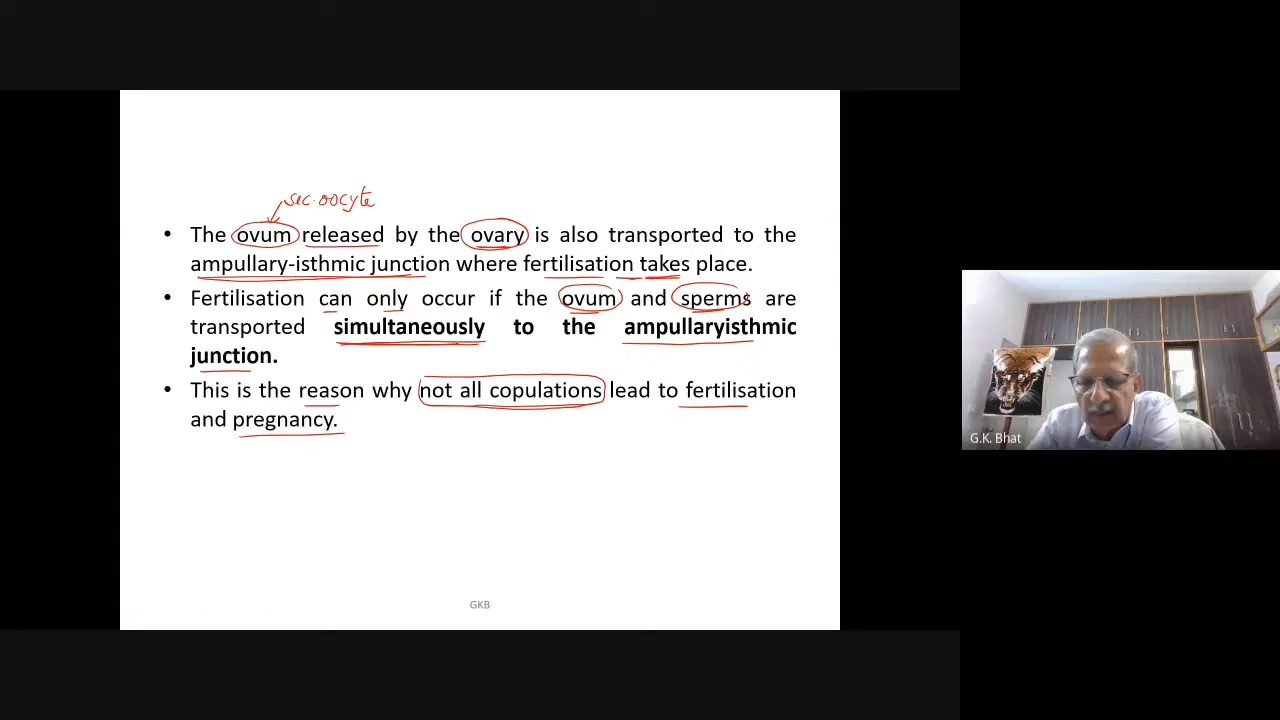 sec. oocyte
• The ovum released by the ovary is also transported to the
ampullary-isthmic junction where fertilisation takes place.
• Fertilisation can only occur if the ovum and sperms are
transported simultaneously to the ampullaryisthmic
junction.
• This is the reason why not all copulations lead to fertilisation
and pregnancy.
GKB
G.K. Bhat